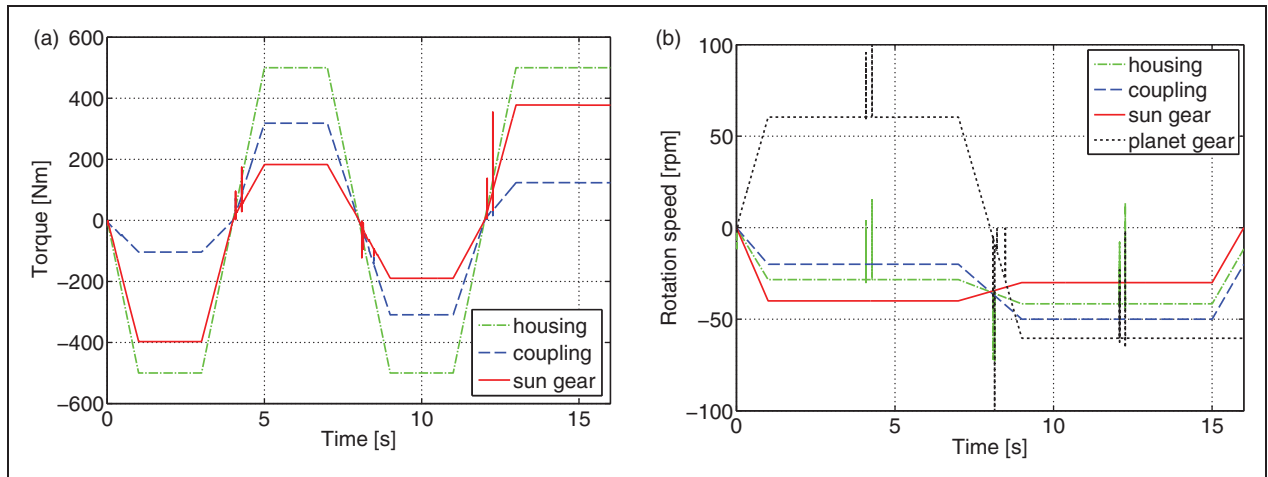 (a)
600
400
200
0
−200
−400
−600
Torque [Nm]
0
5
10
15
Time [s]
housing
coupling
sun gear
(b)
100
50
0
−50
−100
Rotation speed [rpm]
0
5
10
15
Time [s]
housing
coupling
sun gear
planet gear